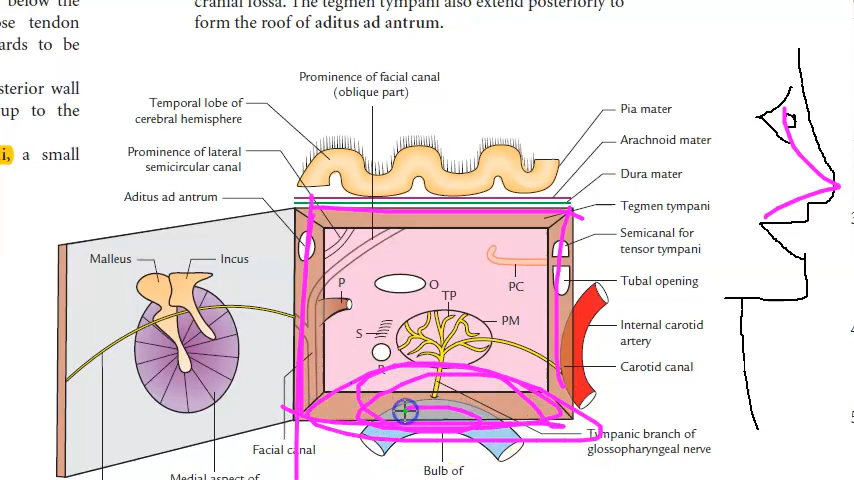 below the
ose tendon
ards to be
sterior wall
up to the
i, a small
cranial fossa. The tegmen tympani also extend posteriorly to
form the roof of aditus ad antrum.
Prominence of facial canal
(oblique part)
Temporal lobe of
cerebral hemisphere
Prominence of lateral
semicircular canal
Aditus ad antrum
Malleus
Incus
Pia mater
Arachnoid mater
Dura mater
Tegmen tympani
Semicanal for
tensor tympani
Tubal opening
Internal carotid
artery
Carotid canal
P
O
TP
PC
PM
S
R
Facial canal
Medial aspect of
Bulb of
Tympanic branch of
glossopharyngeal nerve